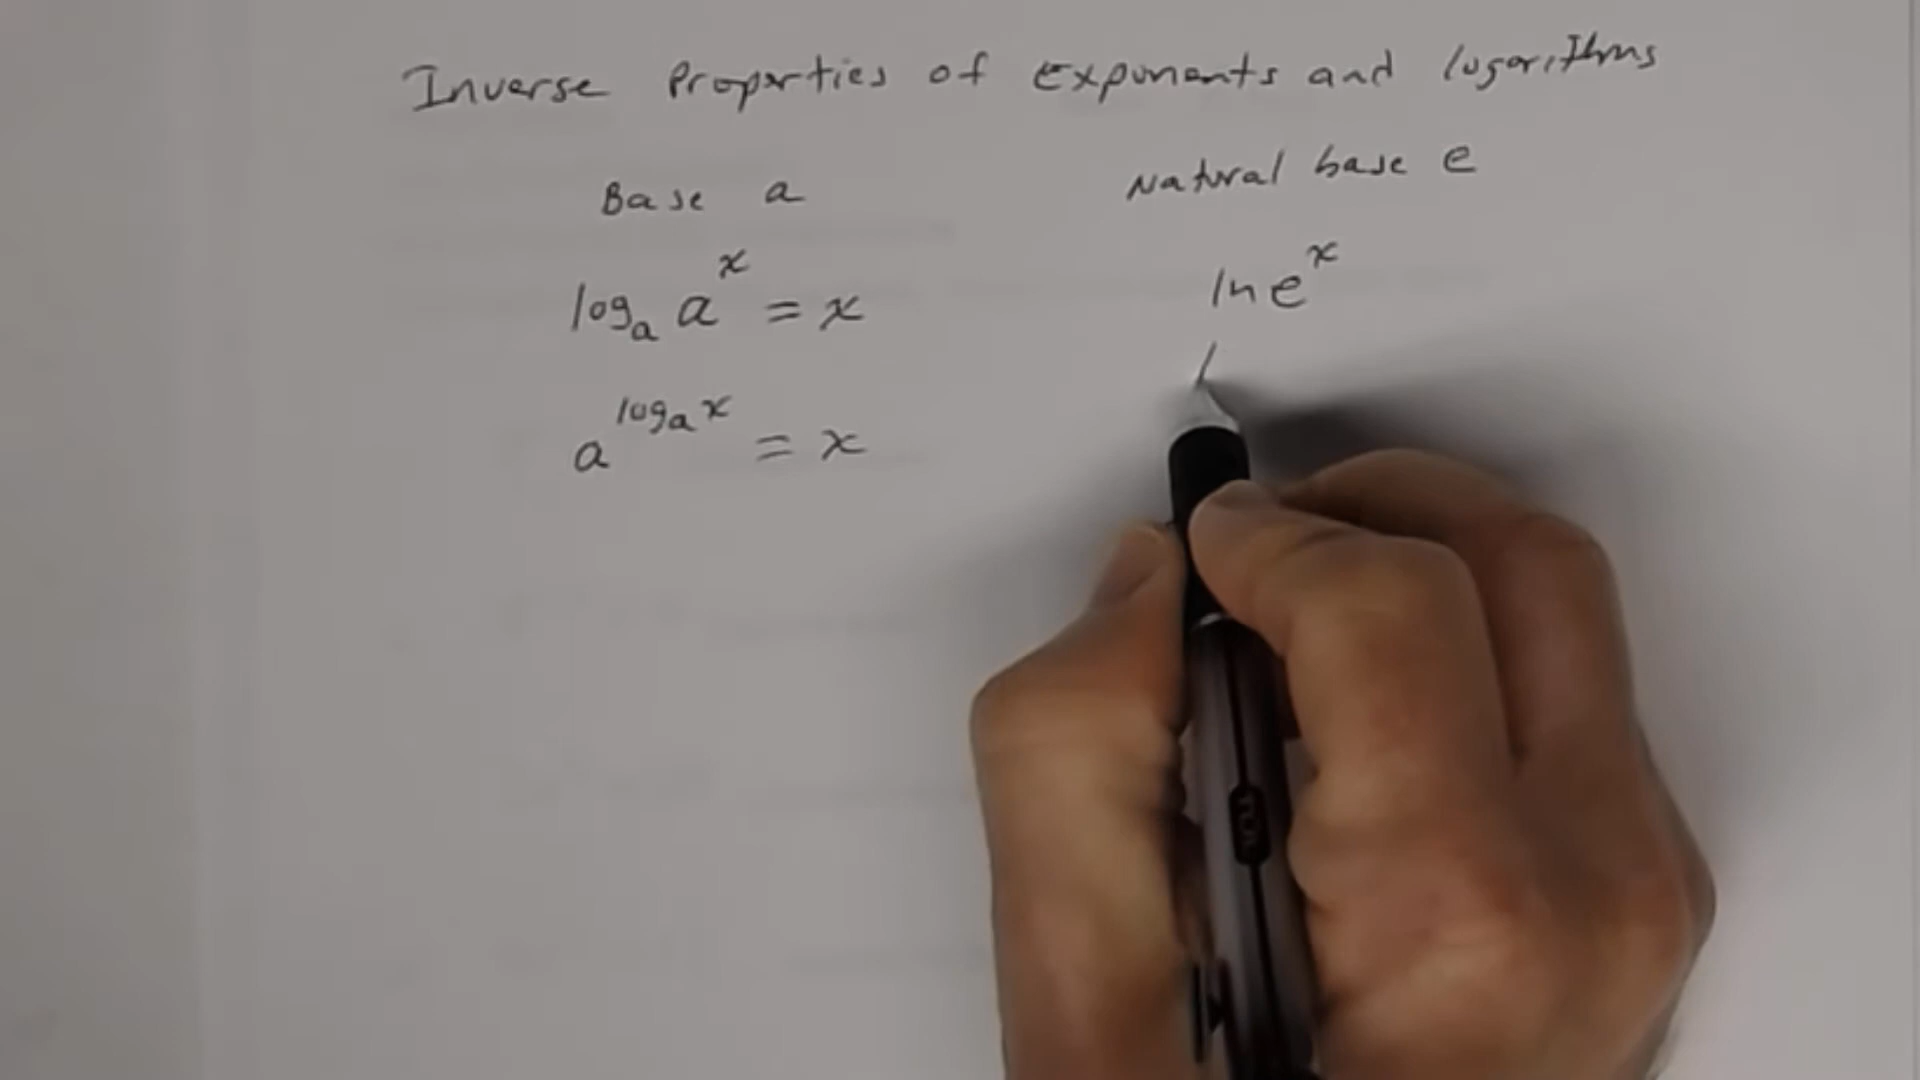 Inverse Properties of Exponents and logarithms
Base a
Natural base e
log_a a^x = x
ln e^x
a^{log_a x} = x